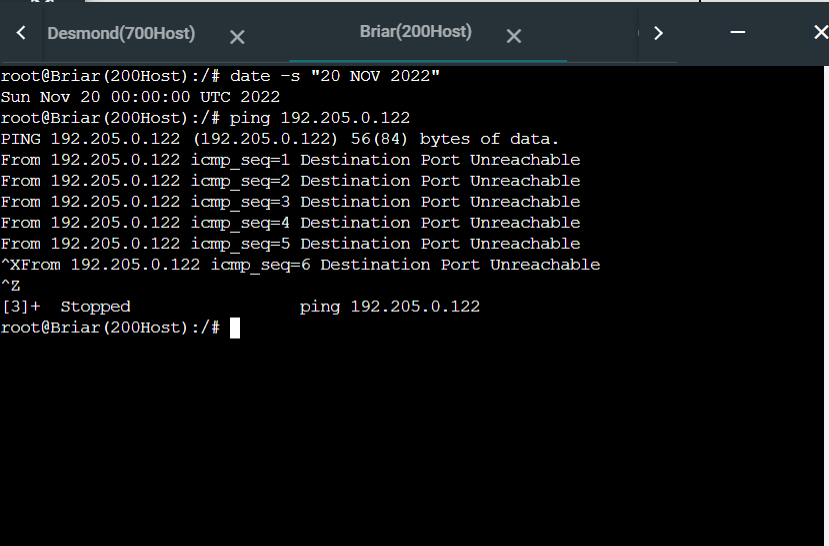 Desmond(700Host)
Briar(200Host)
root@Briar(200Host):/# date -s "20 NOV 2022"
Sun Nov 20 00:00:00 UTC 2022
root@Briar(200Host):/# ping 192.205.0.122
PING 192.205.0.122 (192.205.0.122) 56(84) bytes of data.
From 192.205.0.122 icmp_seq=1 Destination Port Unreachable
From 192.205.0.122 icmp_seq=2 Destination Port Unreachable
From 192.205.0.122 icmp_seq=3 Destination Port Unreachable
From 192.205.0.122 icmp_seq=4 Destination Port Unreachable
From 192.205.0.122 icmp_seq=5 Destination Port Unreachable
^XFrom 192.205.0.122 icmp_seq=6 Destination Port Unreachable
^Z
[3]+  Stopped                 ping 192.205.0.122
root@Briar(200Host):/#